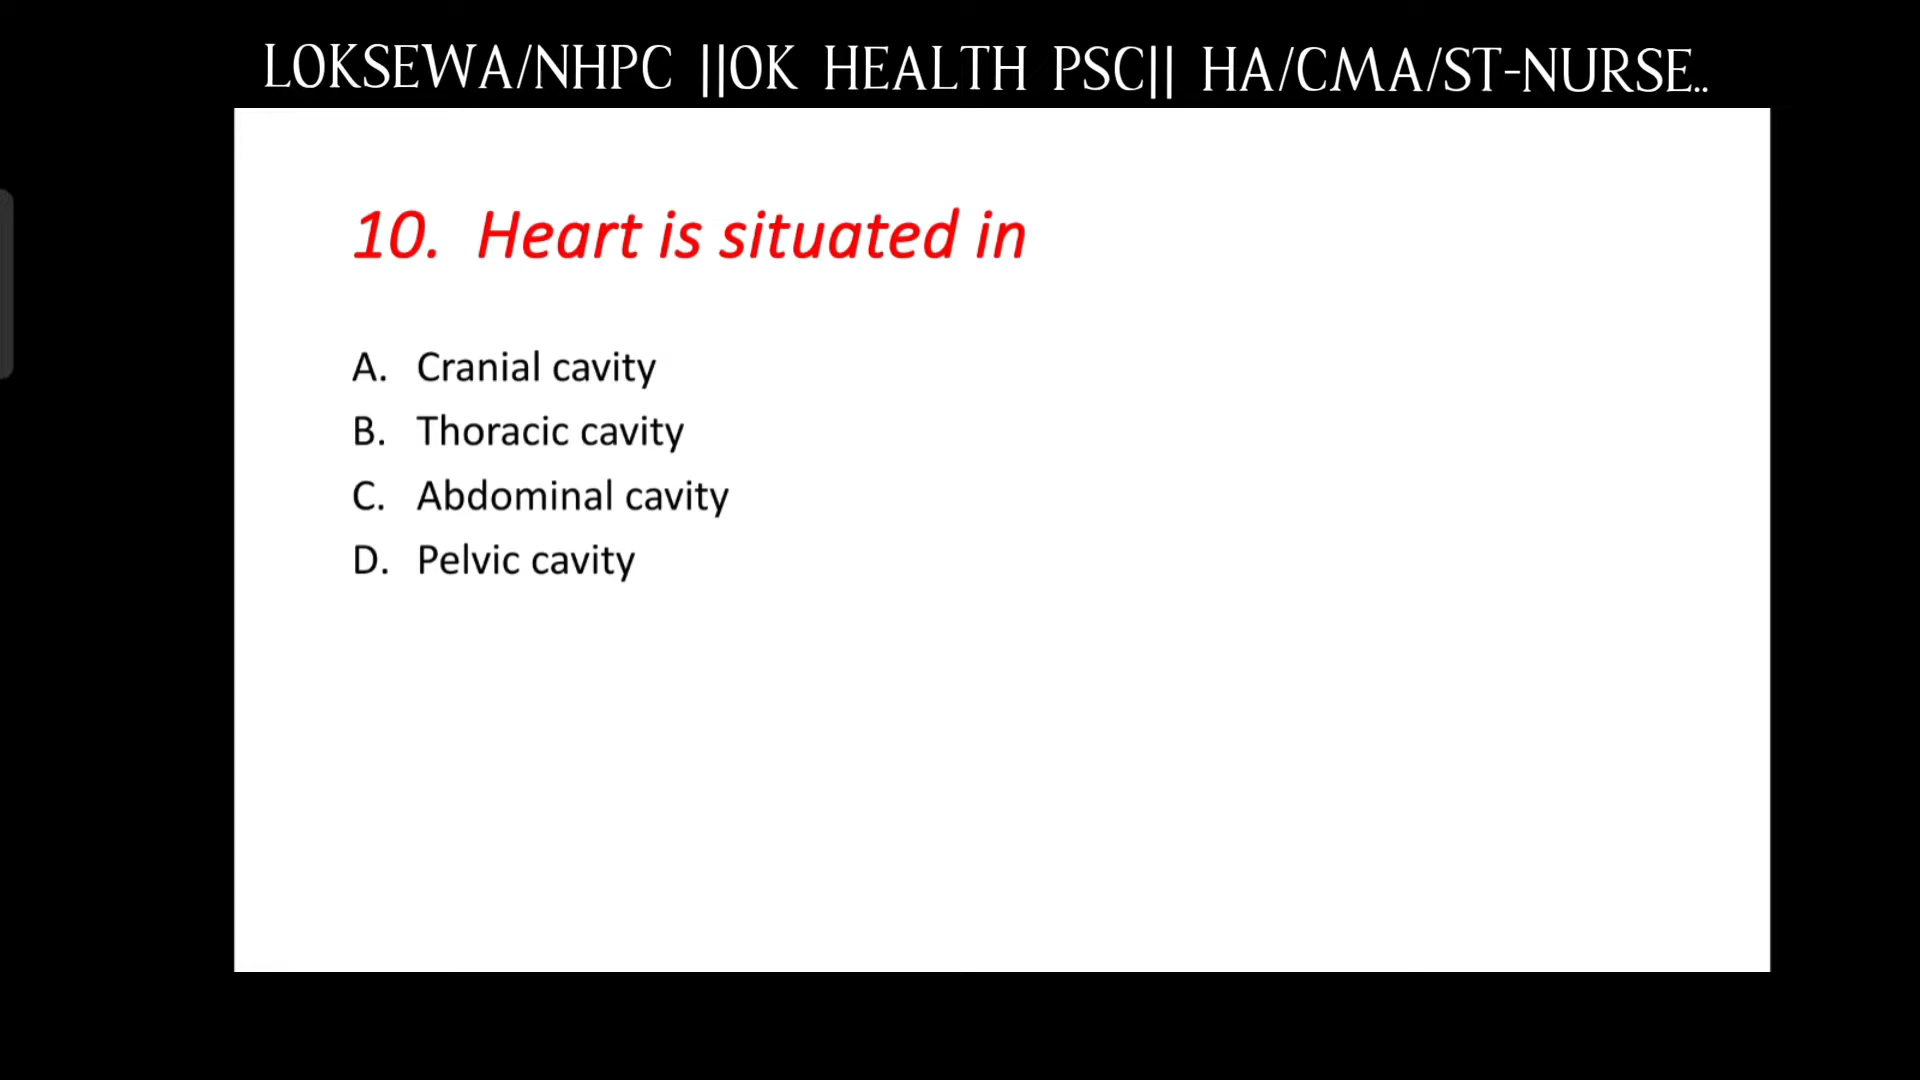 LOKSEWA/NHPC ||OK HEALTH PSC|| HA/CMA/ST-NURSE..
10. Heart is situated in
A. Cranial cavity
B. Thoracic cavity
C. Abdominal cavity
D. Pelvic cavity